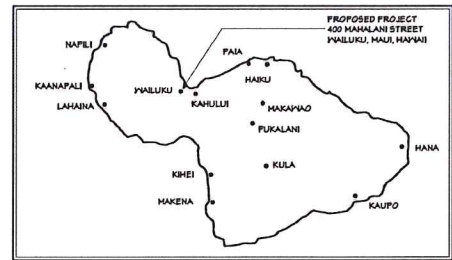 PROPOSED PROJECT
400 MAHALANI STREET
WAILUKU, MAUI, HAWAII
NAPILI
PAIA
HAIKU
KAANAPALI
WAILUKU
KAHULUI
LAHAINA
MAKAWAO
PUKALANI
HANA
KULA
KIHEI
MAKENA
KAUPO